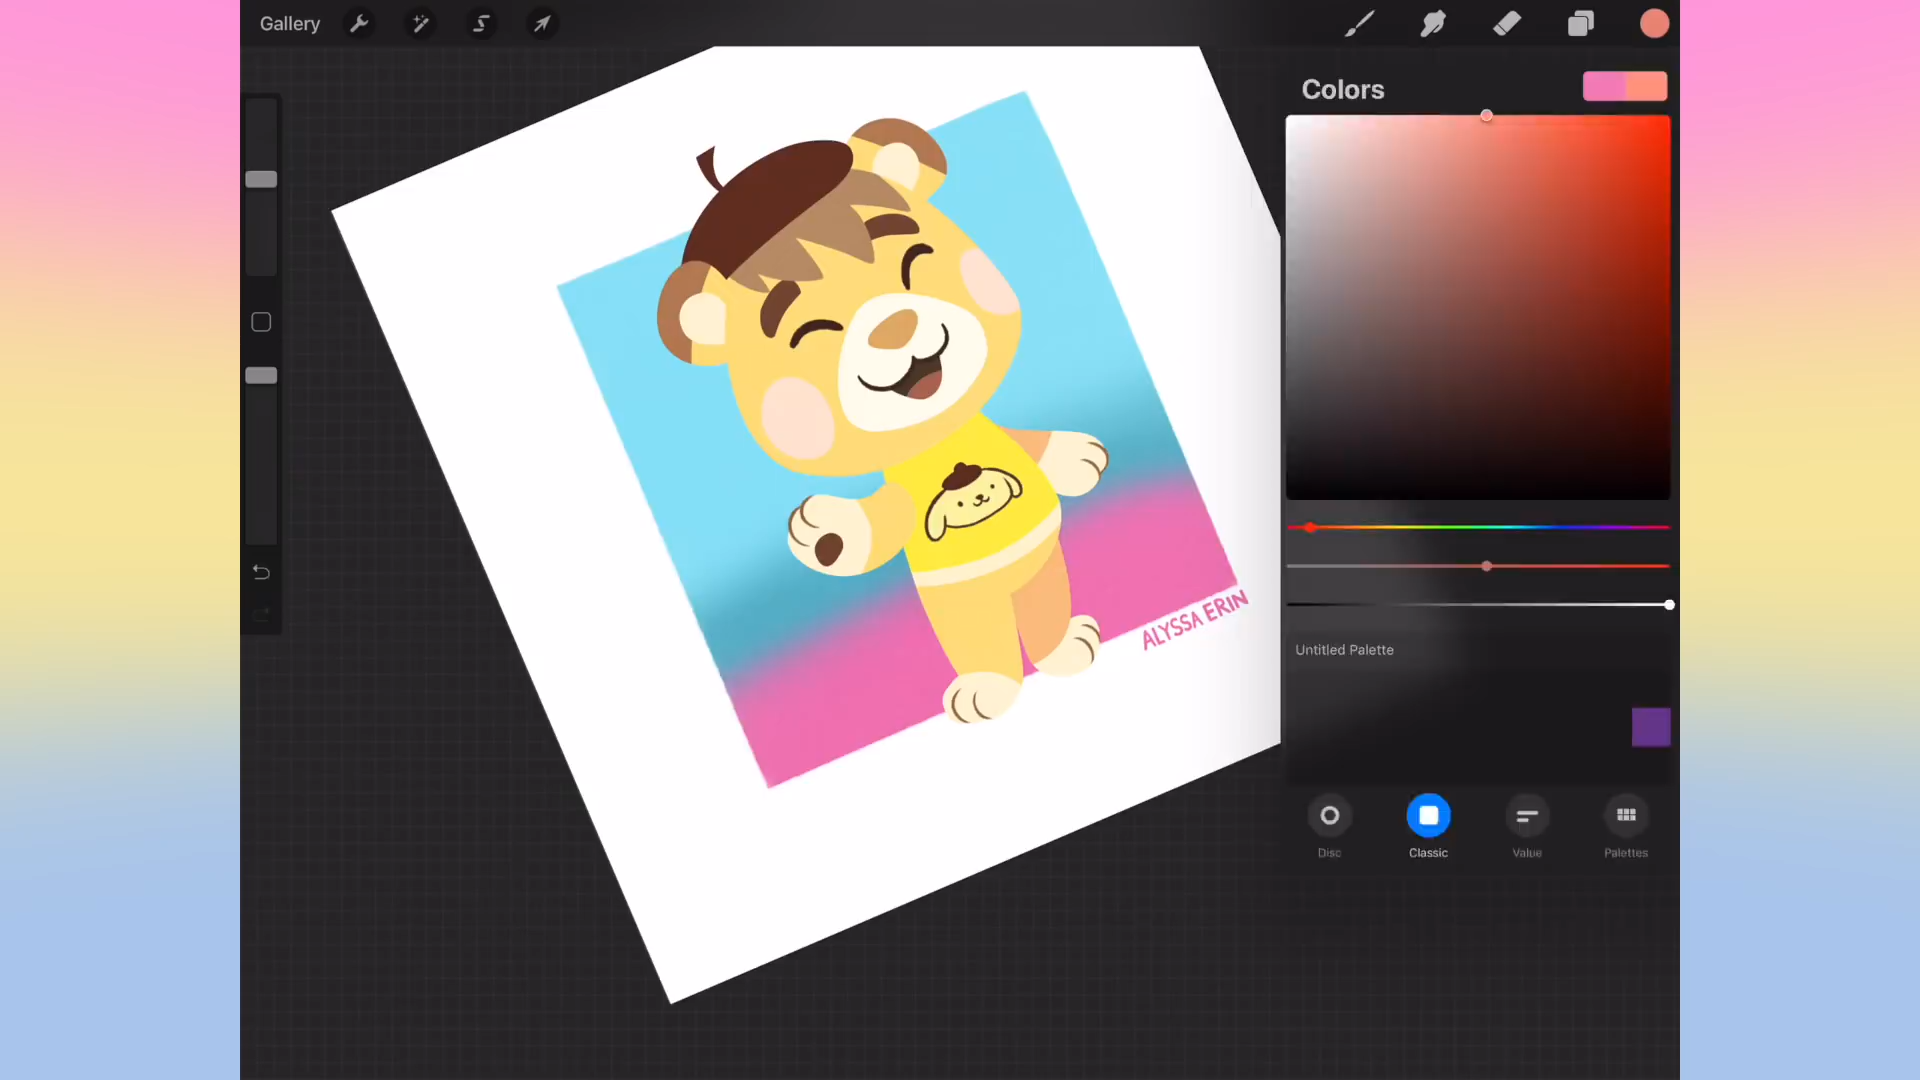 Gallery
Colors
ALYSSA ERIN
Untitled Palette
Disc
Classic
Value
Palettes